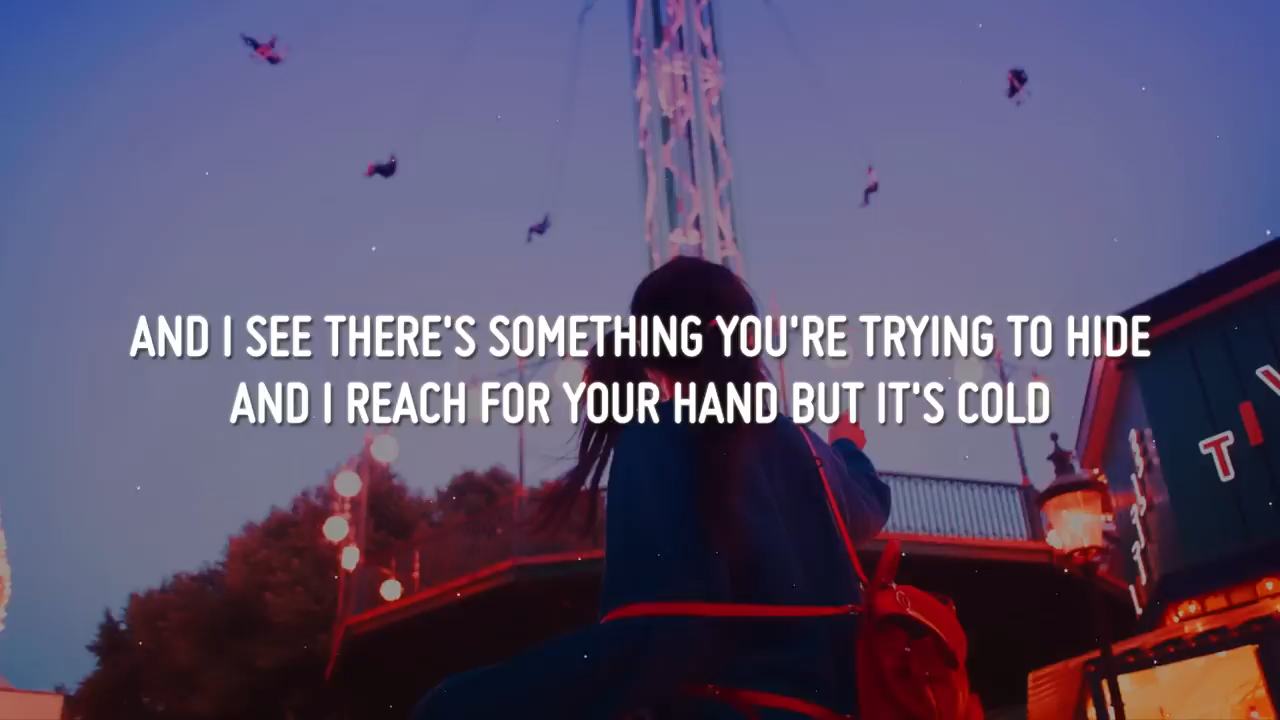 AND I SEE THERE'S SOMETHING YOU'RE TRYING TO HIDE
AND I REACH FOR YOUR HAND BUT IT'S COLD